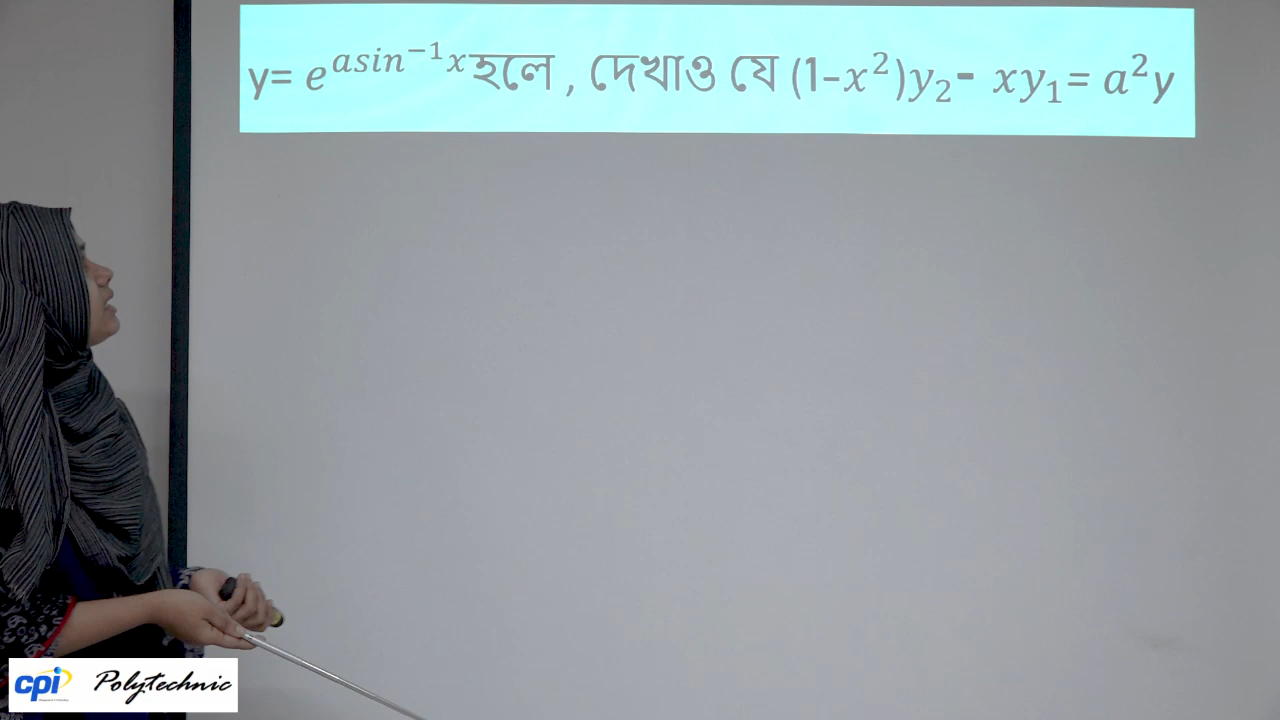 y= e^{asin^{-1}x}হলে , দেখাও যে (1-x^2)y_2- xy_1= a^2y
cpi Polytechnic